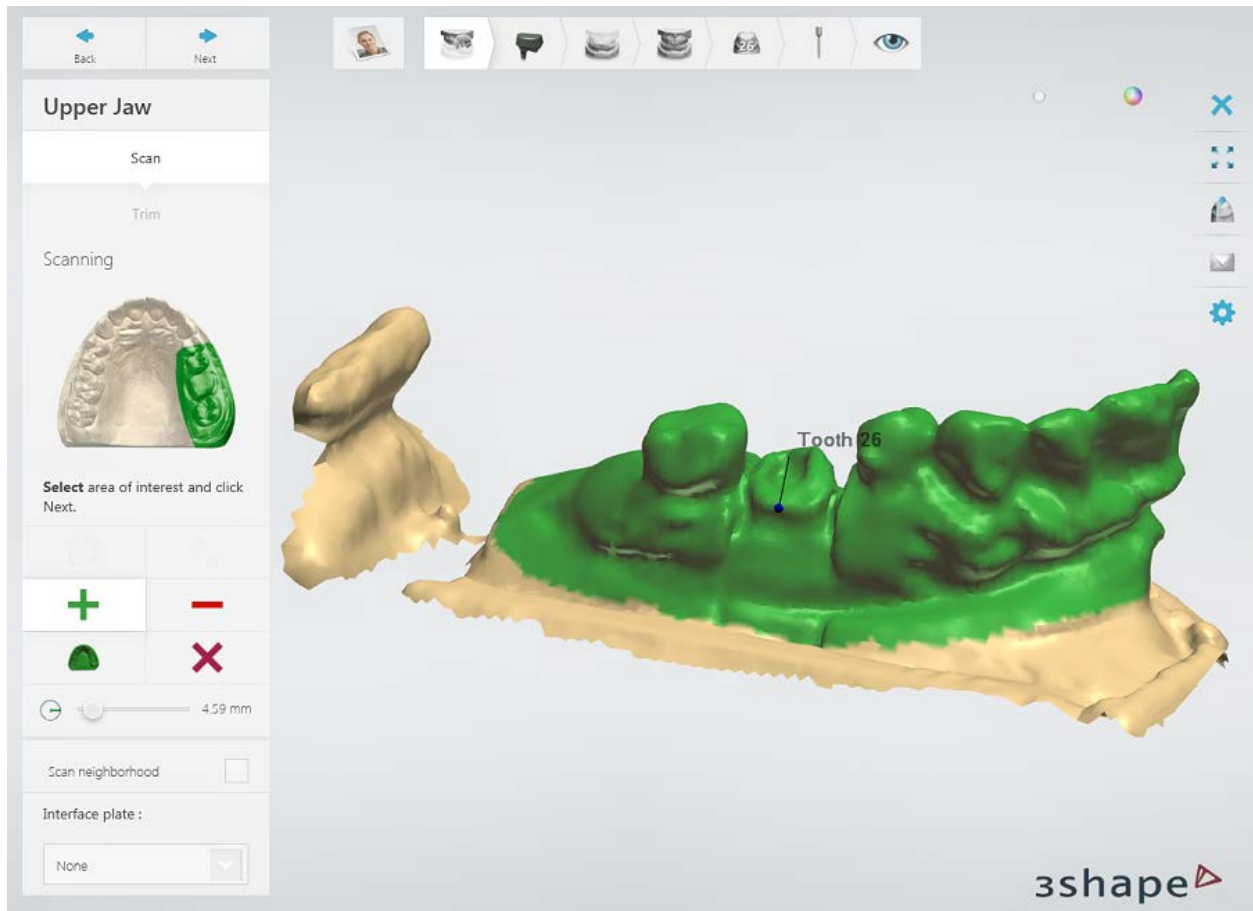 Back
Next
26
Upper Jaw
Scan
Trim
Scanning
Tooth 26
Select area of interest and click
Next.
4.59 mm
Scan neighborhood
Interface plate :
None
3shape